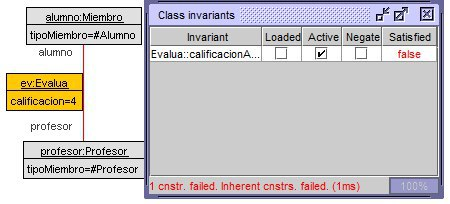 alumno:Miembro
tipoMiembro=#Alumno
alumno
ev:Evalua
calificacion=4
profesor
profesor:Profesor
tipoMiembro=#Profesor
Class invariants
Invariant Loaded Active Negate Satisfied
Evalua::calificacionA... false
1 cnstr. failed. Inherent cnstrs. failed. (1ms) 100%